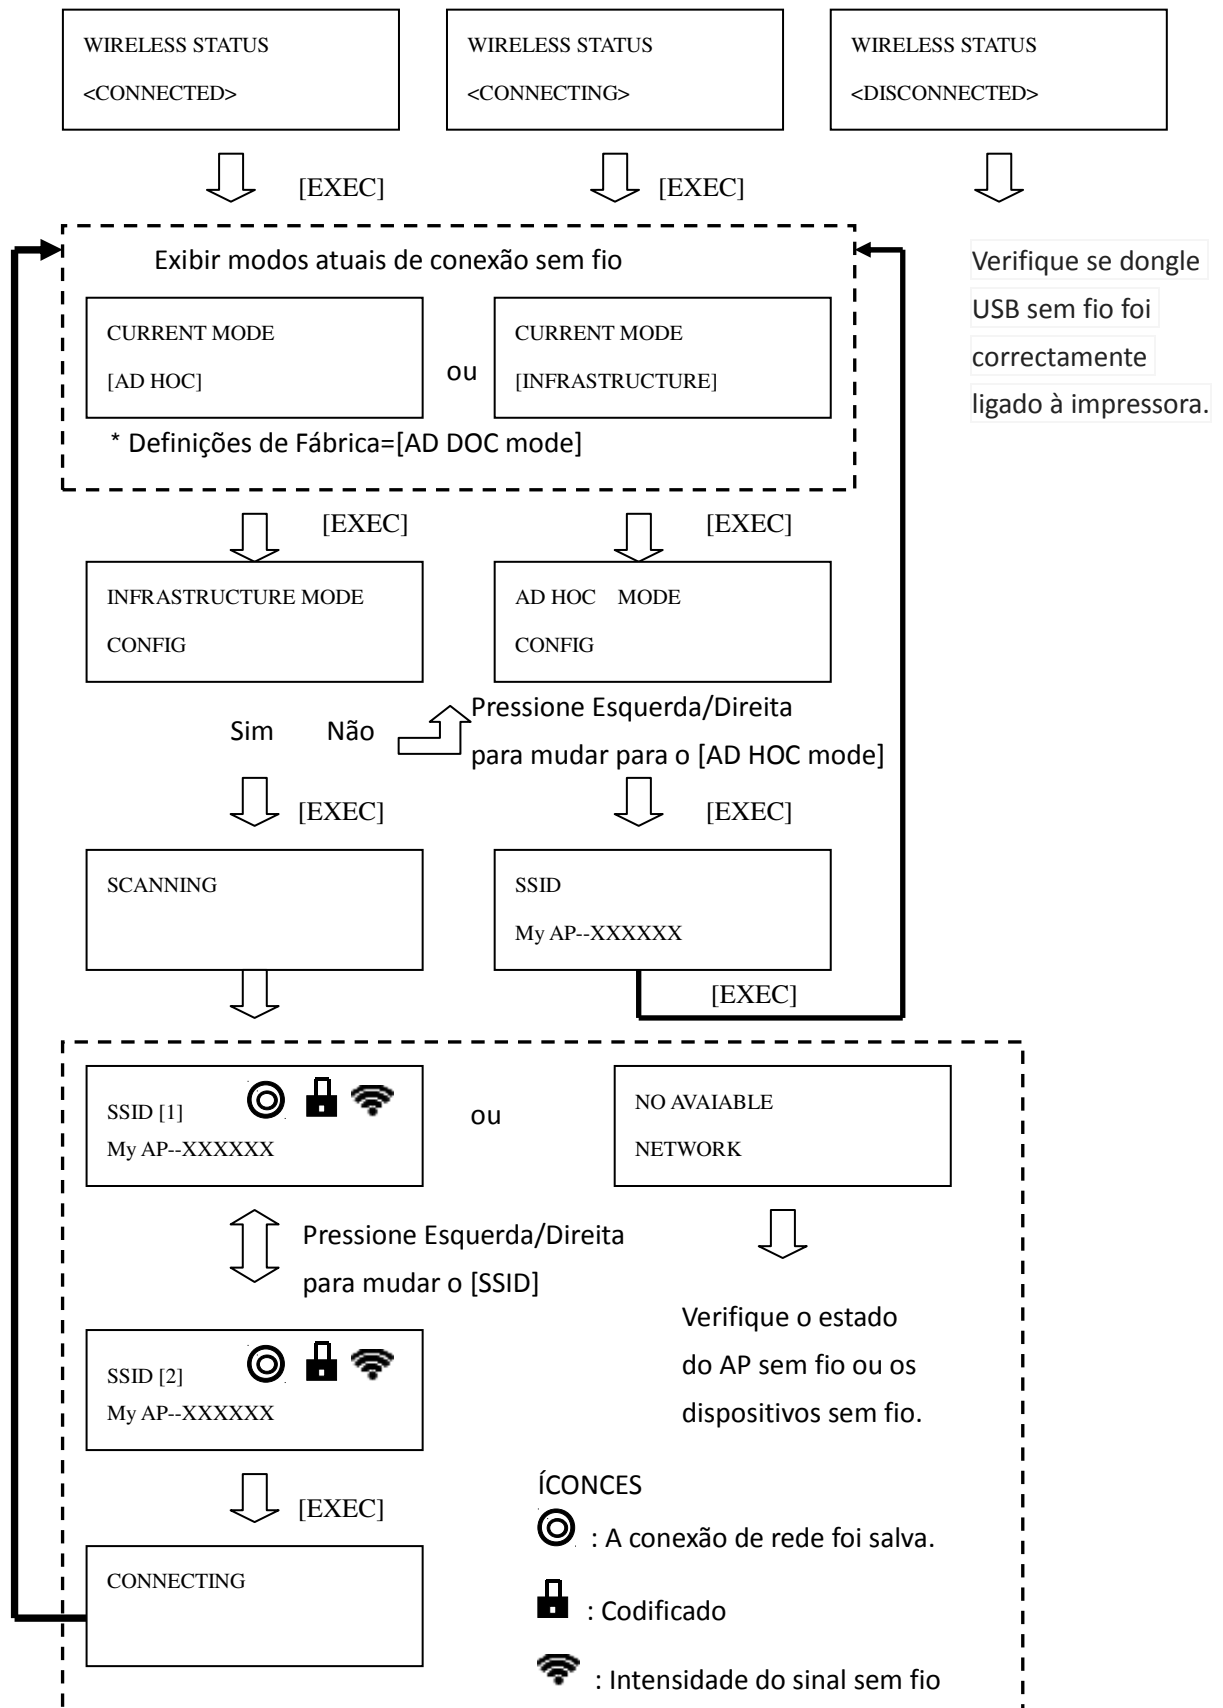 WIRELESS STATUS
<CONNECTED>
WIRELESS STATUS
<CONNECTING>
WIRELESS STATUS
<DISCONNECTED>
[EXEC]
[EXEC]
Exibir modos atuais de conexão sem fio
CURRENT MODE
[AD HOC]
ou
CURRENT MODE
[INFRASTRUCTURE]
* Definições de Fábrica=[AD DOC mode]
Verifique se dongle
USB sem fio foi
correctamente
ligado à impressora.
[EXEC]
[EXEC]
INFRASTRUCTURE MODE
CONFIG
AD HOC MODE
CONFIG
Sim Não
Pressione Esquerda/Direita
para mudar para o [AD HOC mode]
[EXEC]
[EXEC]
SCANNING
SSID
My AP--XXXXXX
[EXEC]
SSID [1]
My AP--XXXXXX
ou
NO AVAIABLE
NETWORK
Pressione Esquerda/Direita
para mudar o [SSID]
Verifique o estado
do AP sem fio ou os
dispositivos sem fio.
SSID [2]
My AP--XXXXXX
[EXEC]
CONNECTING
ÍCONCES
: A conexão de rede foi salva.
: Codificado
: Intensidade do sinal sem fio